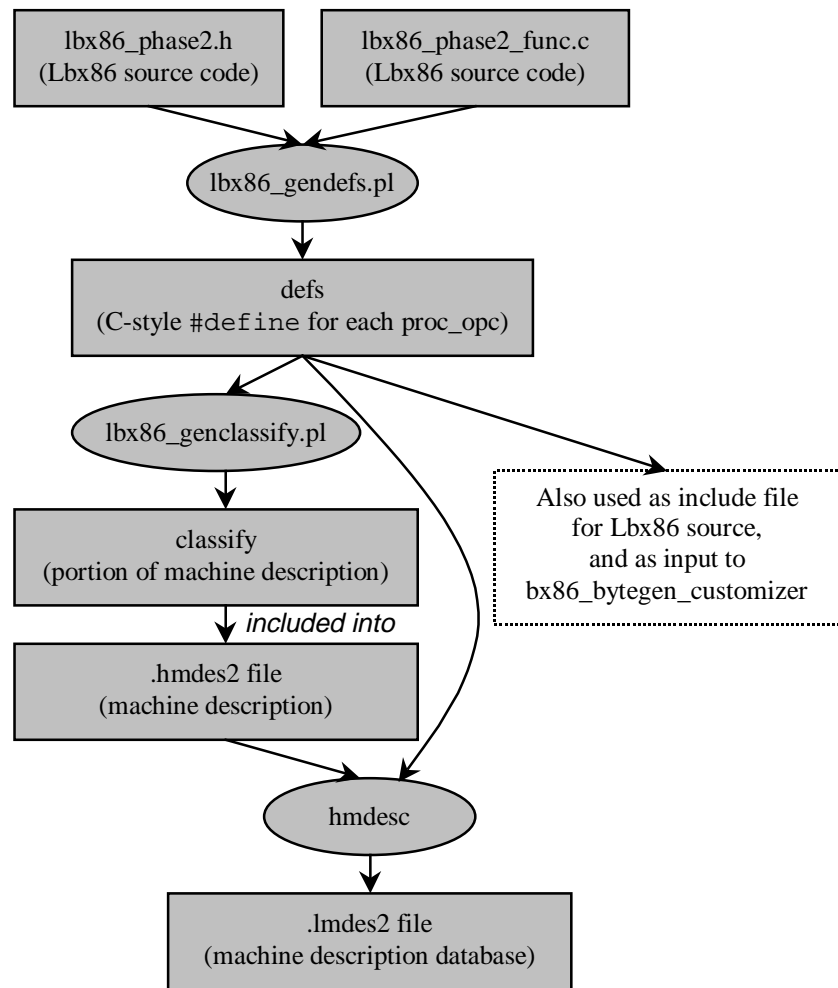 lbx86_phase2.h
(Lbx86 source code)
lbx86_phase2_func.c
(Lbx86 source code)
lbx86_gendefs.pl
defs
(C-style #define for each proc_opc)
lbx86_genclassify.pl
Also used as include file
for Lbx86 source,
and as input to
bx86_bytegen_customizer
classify
(portion of machine description)
included into
.hmdes2 file
(machine description)
hmdesc
.lmdes2 file
(machine description database)